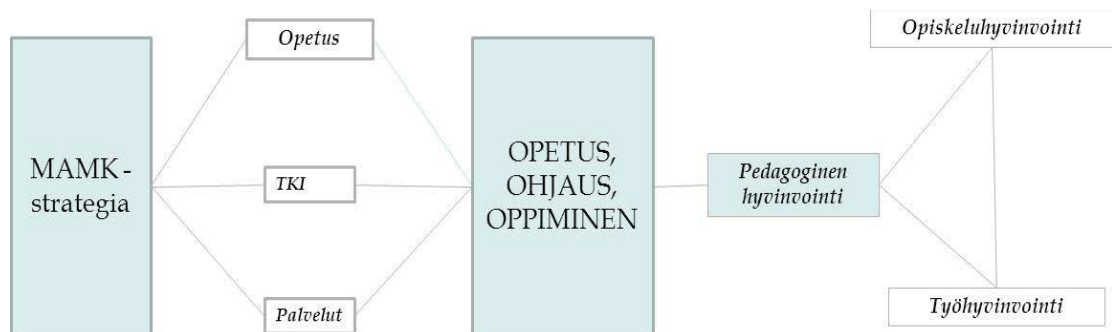 Opetus
Opiskeluhyvinvointi
MAMK -
strategia
TKI
OPETUS,
OHJAUS,
OPPIMINEN
Pedagoginen
hyvinvointi
Palvelut
Työhyvinvointi